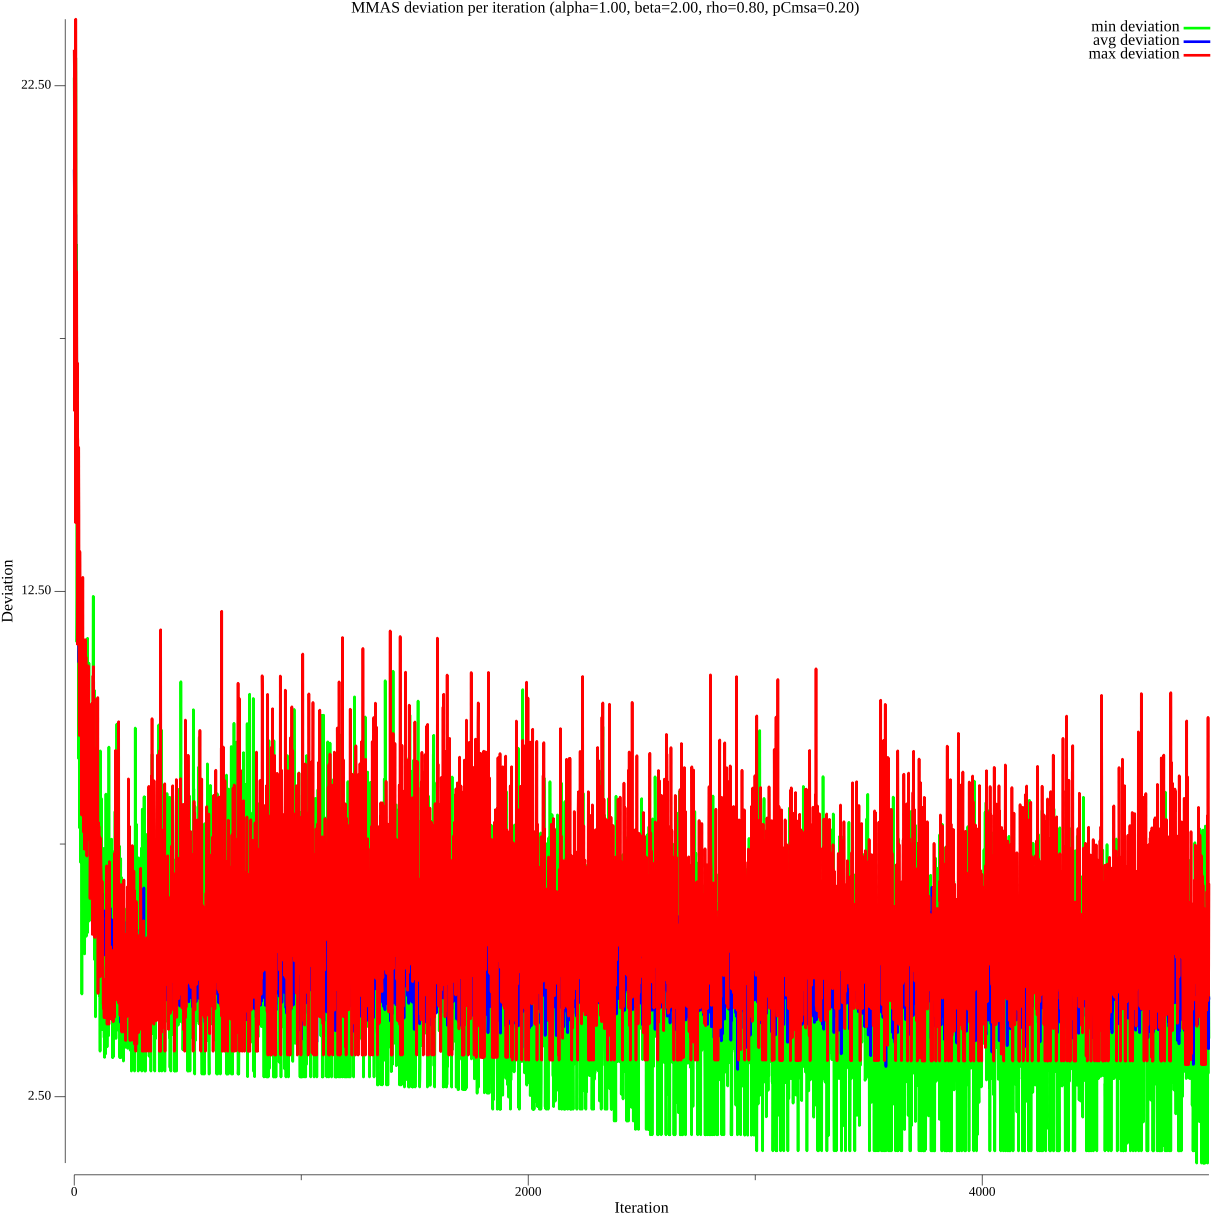 MMAS deviation per iteration (alpha=1.00, beta=2.00, rho=0.80, pCmsa=0.20)
min deviation
avg deviation
max deviation
22.50
12.50
2.50
Deviation
0
2000
4000
Iteration